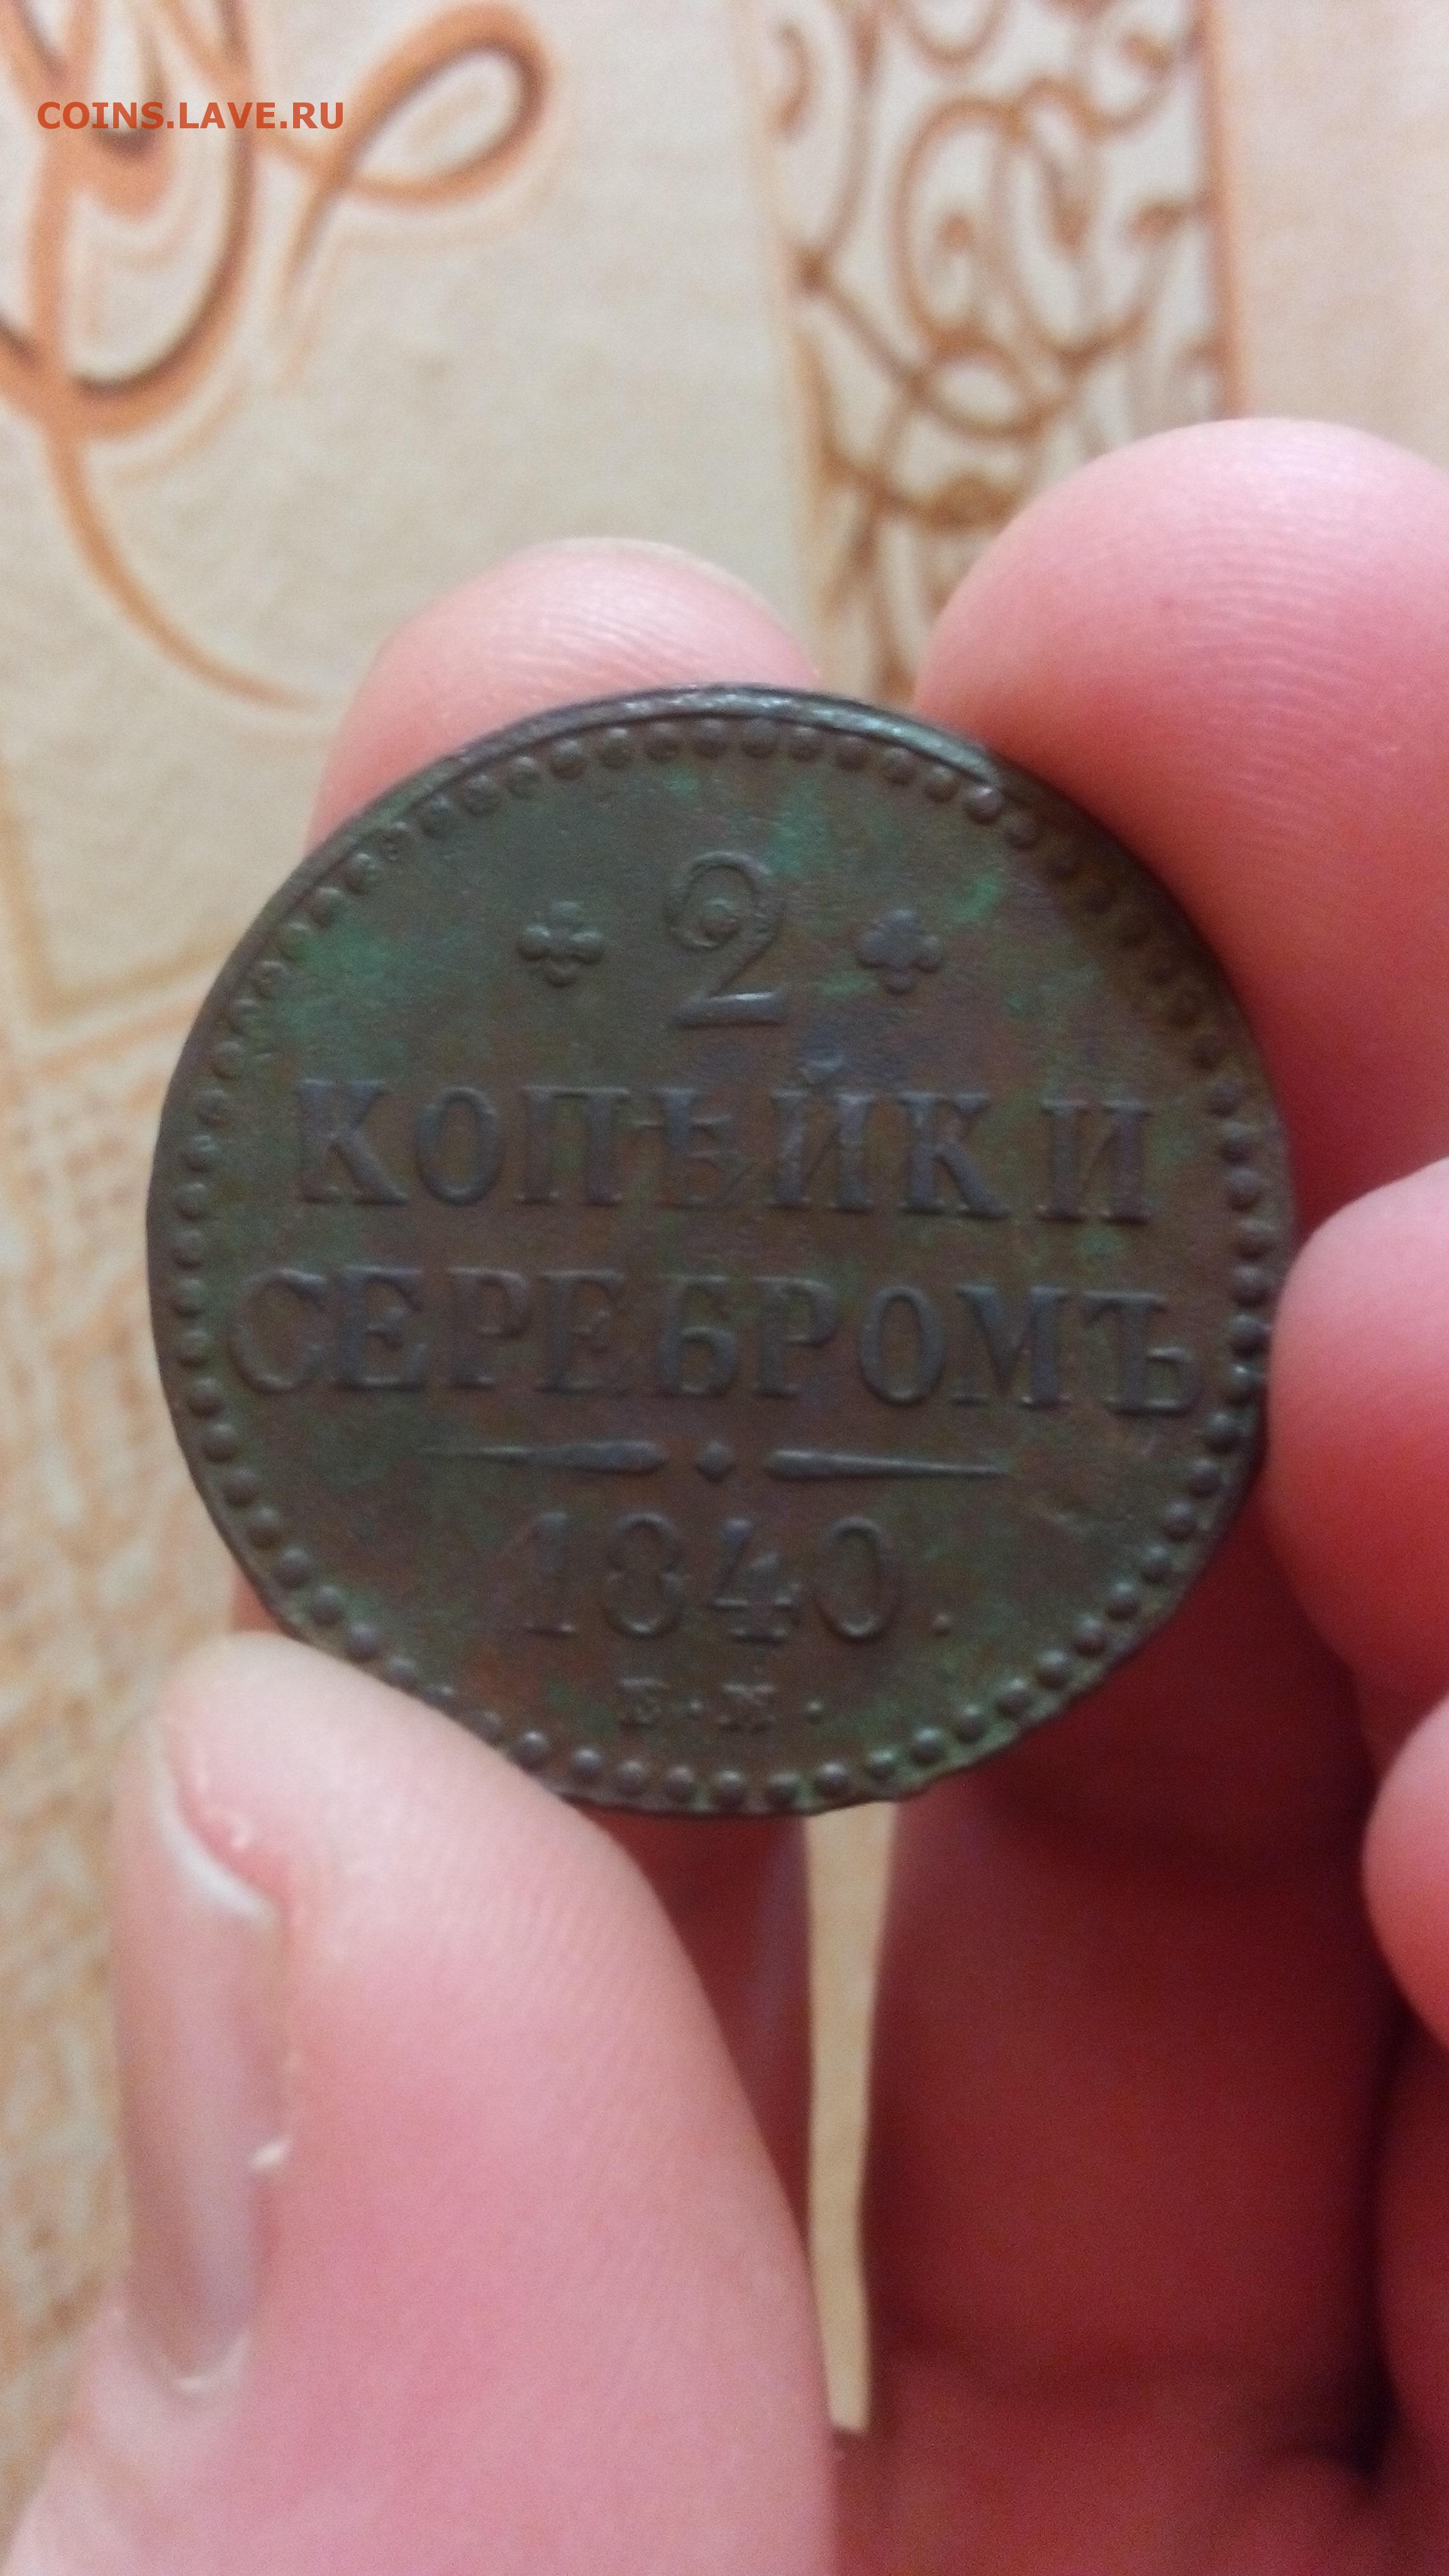 COINS.LAVE.RU
2
КОПѢЙКИ
СЕРЕБРОМЪ
1840.
Е.М.